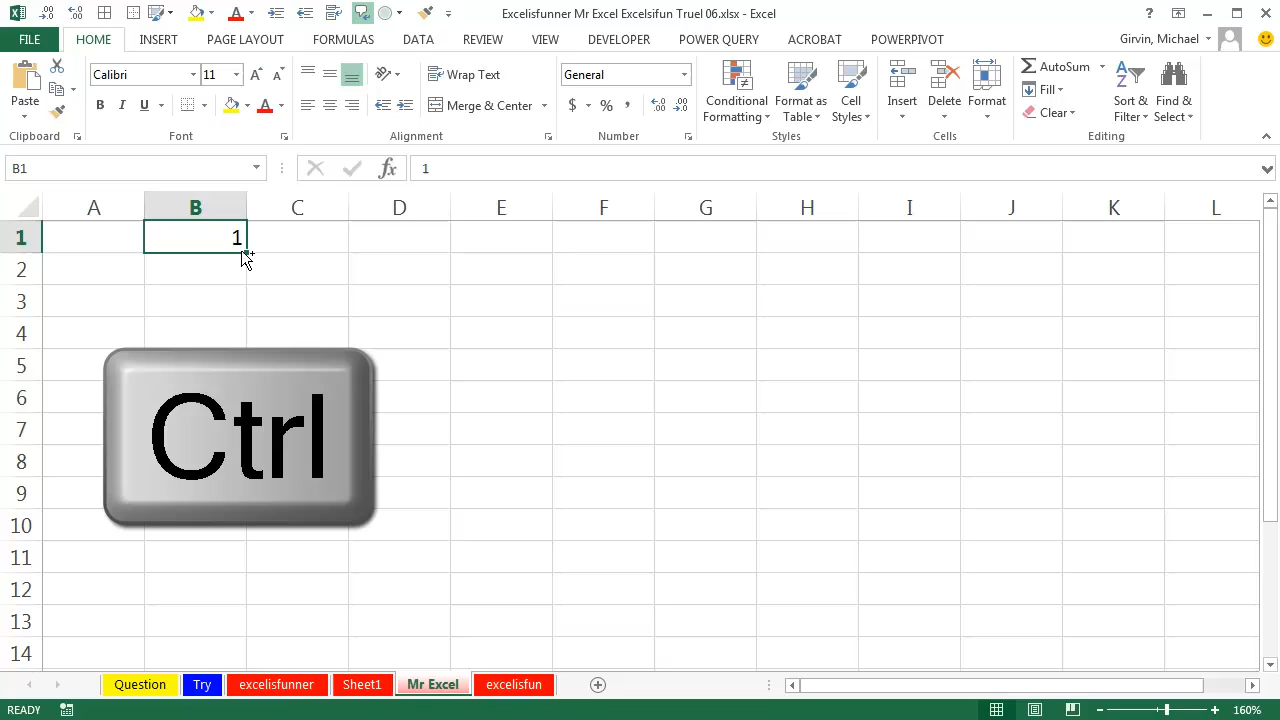 Excelisfunner Mr Excel Excelsifun Truel 06.xlsx - Excel
FILE HOME INSERT PAGE LAYOUT FORMULAS DATA REVIEW VIEW DEVELOPER POWER QUERY ACROBAT POWERPIVOT Girvin, Michael
Paste
Calibri 11
B I U A
Wrap Text
Merge & Center
General
$ % ,
Conditional Formatting
Format as Table
Cell Styles
Insert Delete Format
AutoSum
Fill
Clear
Sort & Filter
Find & Select
Clipboard Font Alignment Number Styles Cells Editing
B1 fx 1
A B C D E F G H I J K L
1 1
2
3
4
5
6
7
8
9
10
11
12
13
14
Ctrl
Question Try excelisfunner Sheet1 Mr Excel excelisfun
READY 160%